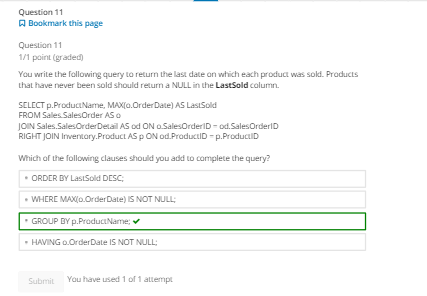 Question 11
Bookmark this page
Question 11
1/1 point (graded)
You write the following query to return the last date on which each product was sold. Products
that have never been sold should return a NULL in the LastSold column.
SELECT p.ProductName, MAX(o.OrderDate) AS LastSold
FROM Sales.SalesOrder AS o
JOIN Sales.SalesOrderDetail AS od ON o.SalesOrderID = od.SalesOrderID
RIGHT JOIN Inventory.Product AS p ON od.ProductID = p.ProductID
Which of the following clauses should you add to complete the query?
ORDER BY LastSold DESC;
WHERE MAX(o.OrderDate) IS NOT NULL;
GROUP BY p.ProductName; ✔
HAVING o.OrderDate IS NOT NULL;
Submit You have used 1 of 1 attempt